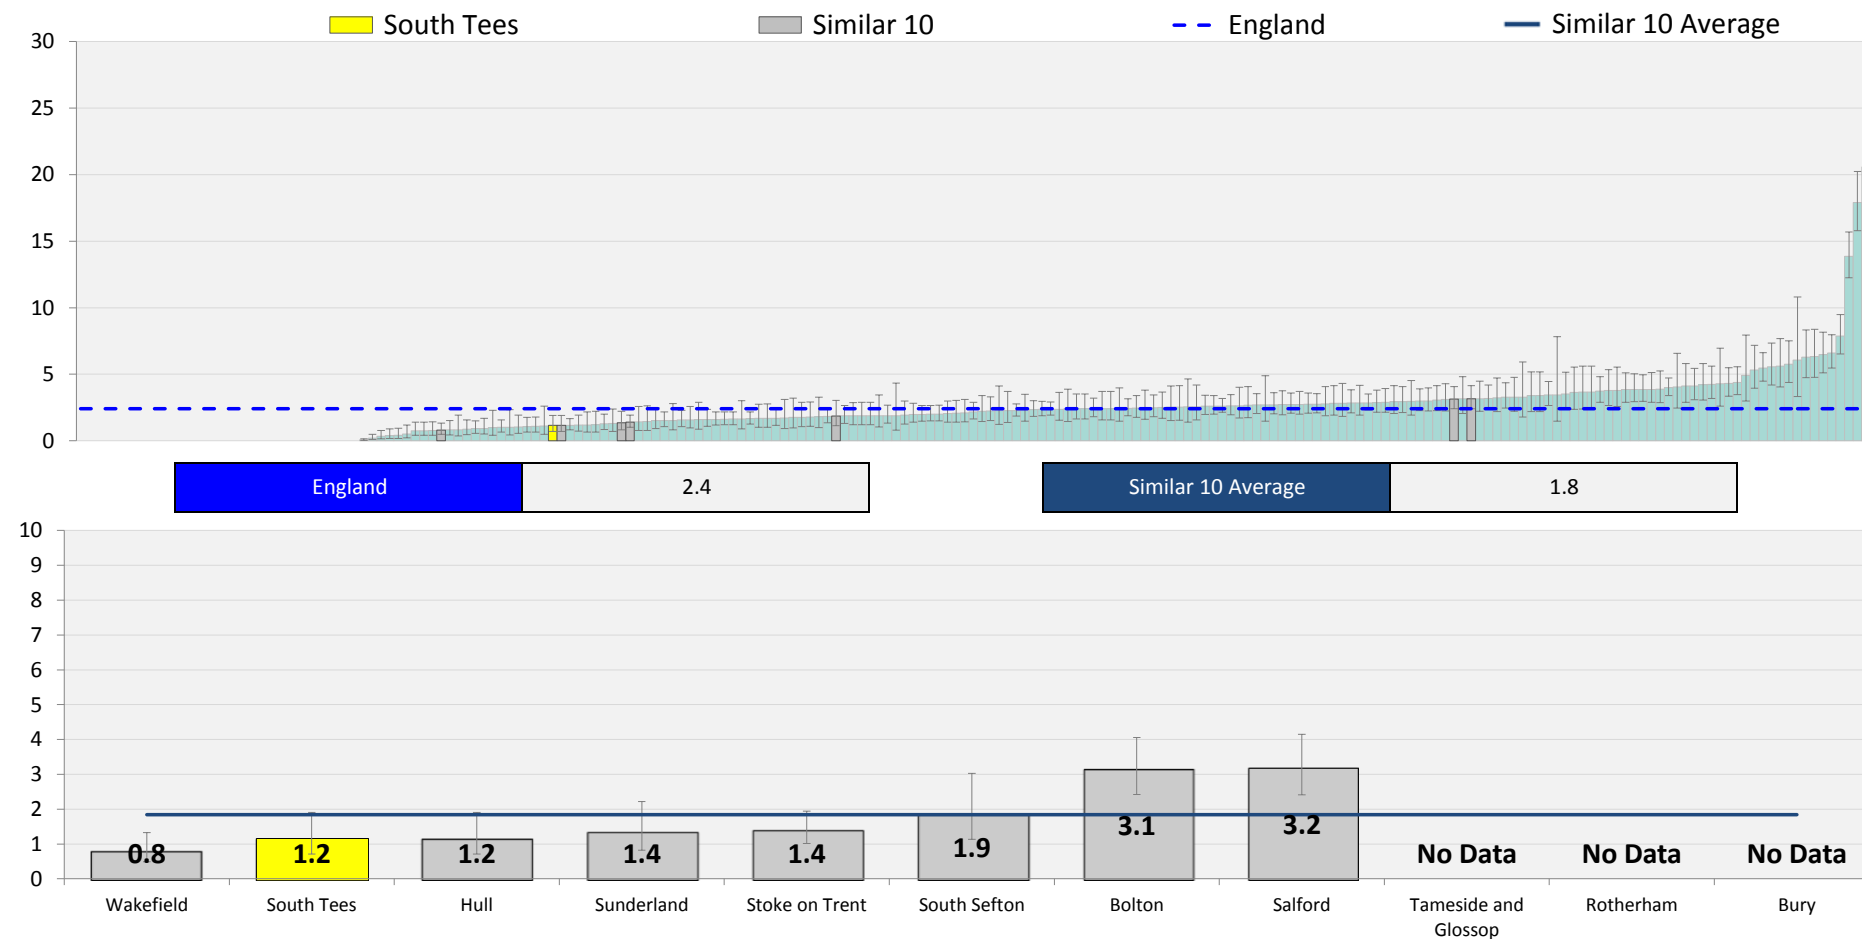 South Tees
Similar 10
England
Similar 10 Average
30
25
20
15
10
5
0
England
2.4
Similar 10 Average
1.8
10
9
8
7
6
5
4
3
2
1
0
0.8
1.2
1.2
1.4
1.4
1.9
3.1
3.2
No Data
No Data
No Data
Wakefield
South Tees
Hull
Sunderland
Stoke on Trent
South Sefton
Bolton
Salford
Tameside and
Glossop
Rotherham
Bury